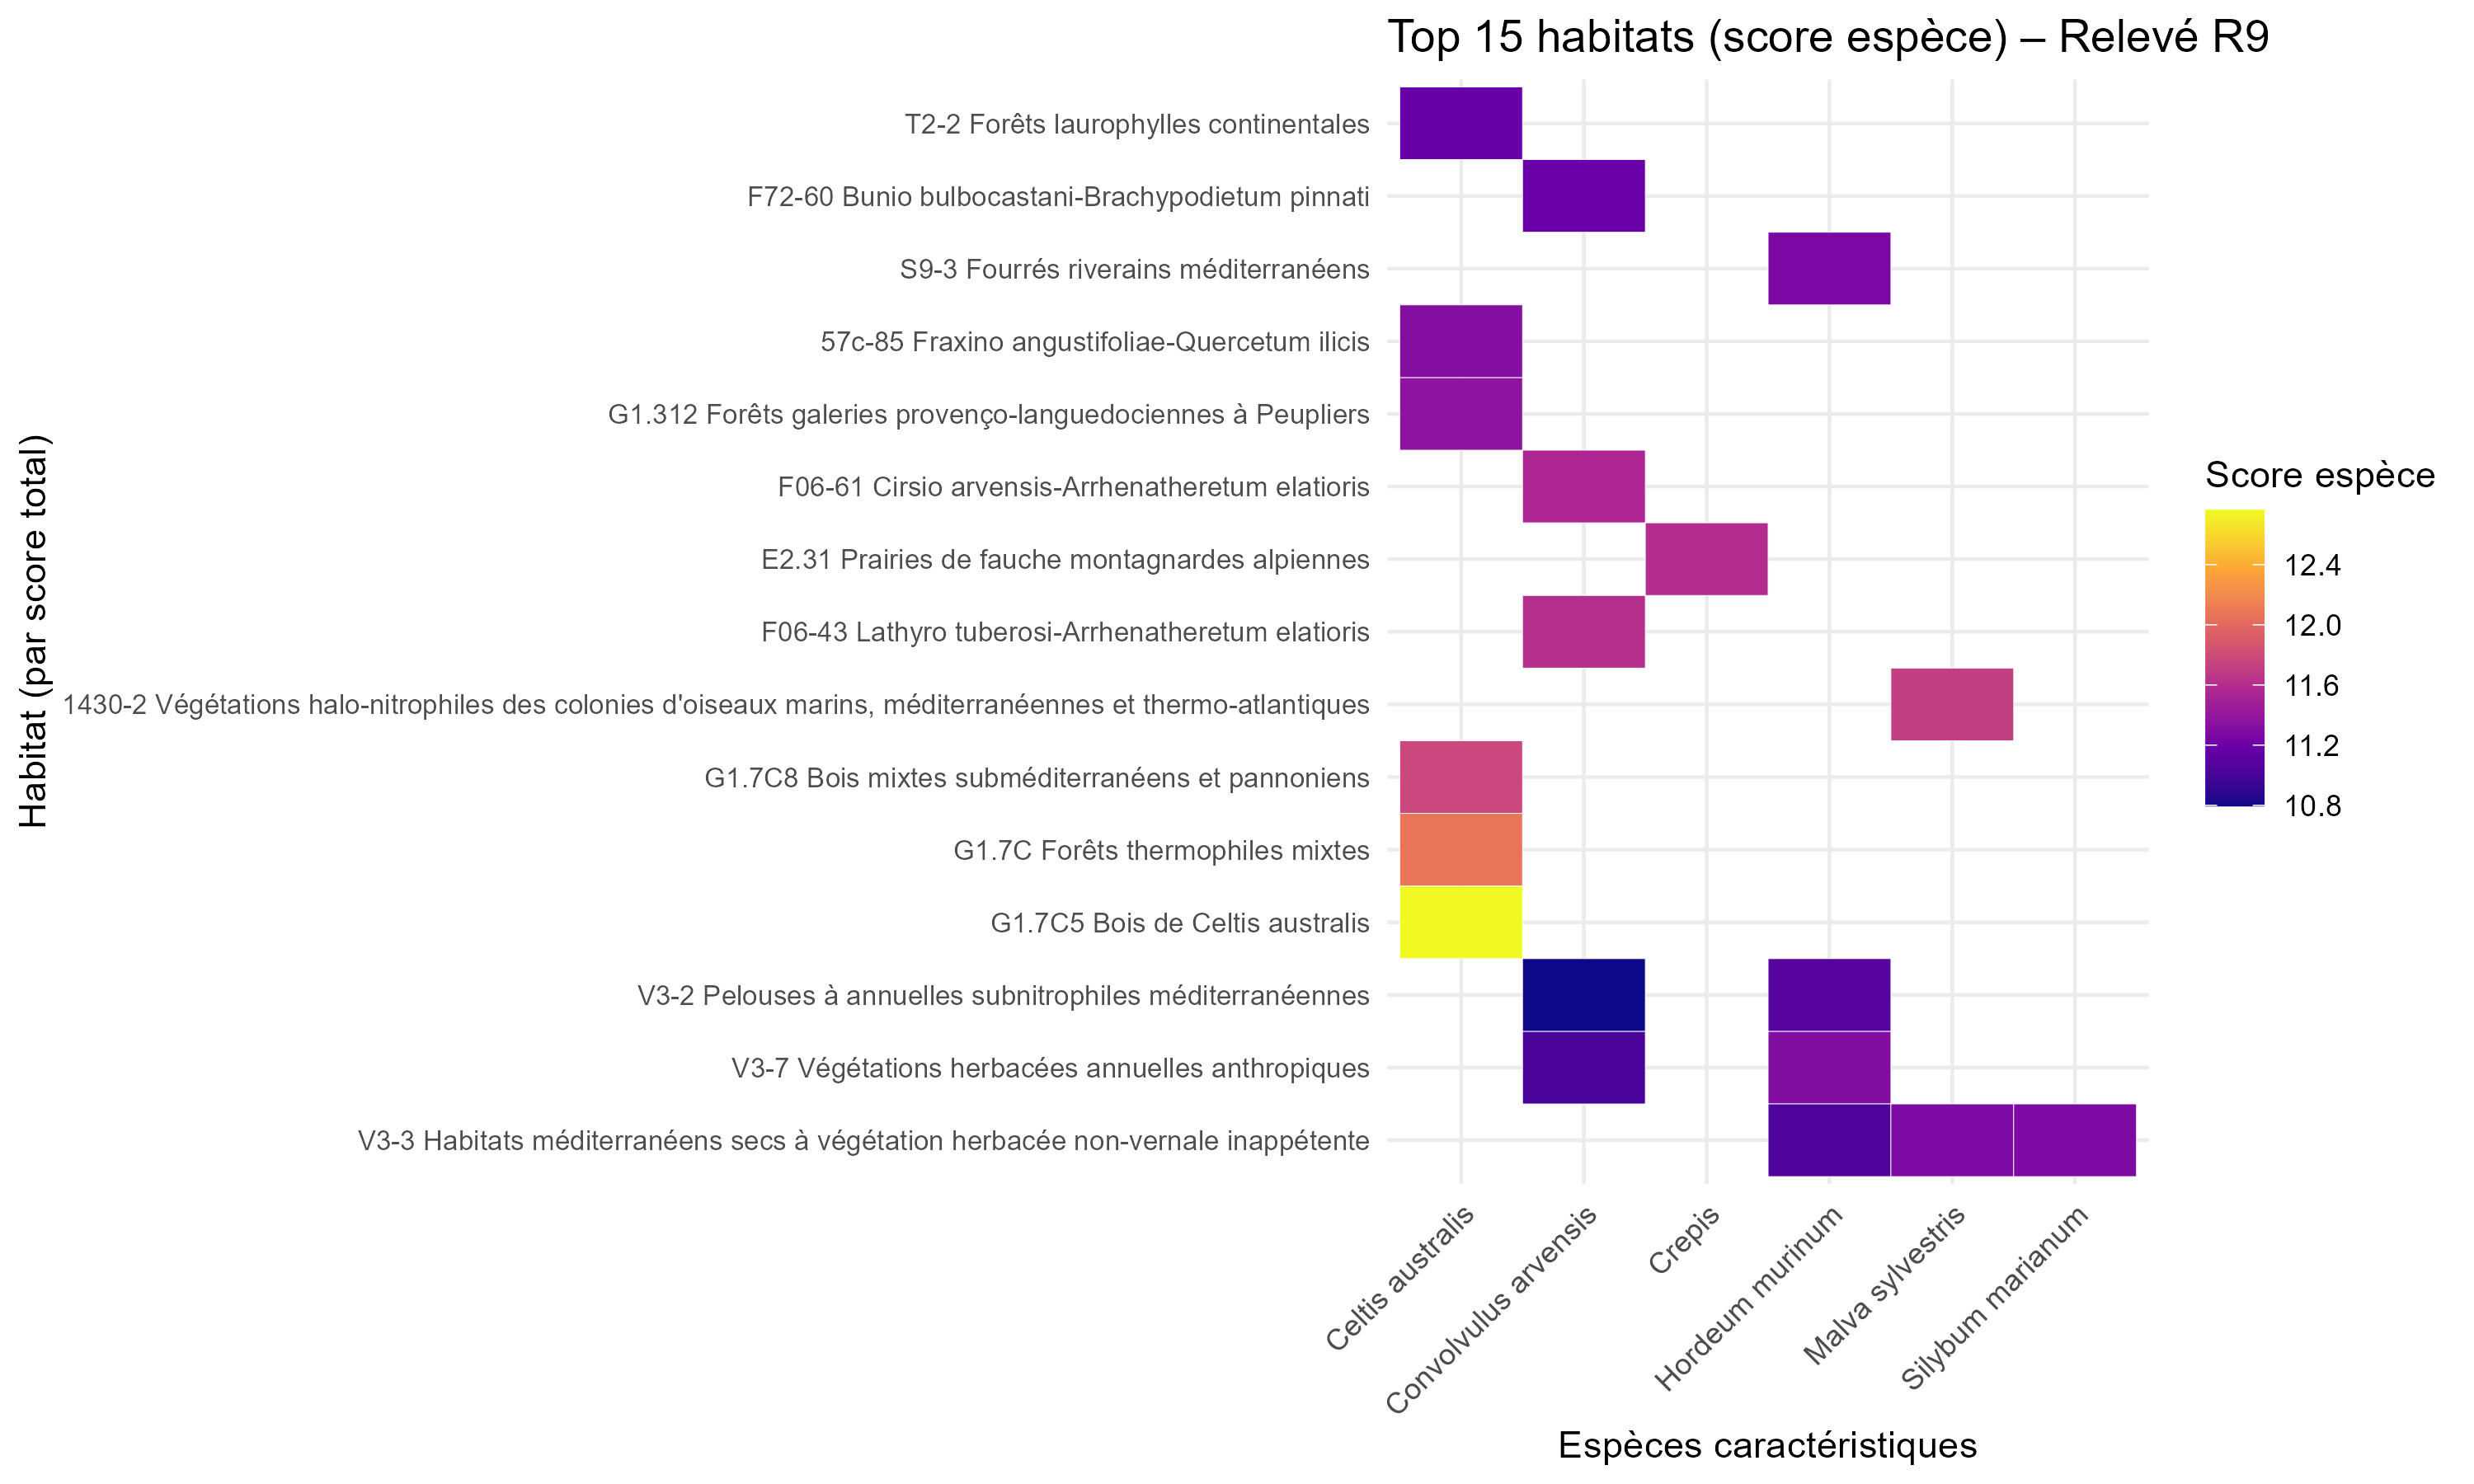 Top 15 habitats (score espèce) – Relevé R9
Habitat (par score total)
T2-2 Forêts laurophylles continentales
F72-60 Bunio bulbocastani-Brachypodietum pinnati
S9-3 Fourrés riverains méditerranéens
57c-85 Fraxino angustifoliae-Quercetum ilicis
G1.312 Forêts galeries provenço-languedociennes à Peupliers
F06-61 Cirsio arvensis-Arrhenatheretum elatioris
E2.31 Prairies de fauche montagnardes alpiennes
F06-43 Lathyro tuberosi-Arrhenatheretum elatioris
1430-2 Végétations halo-nitrophiles des colonies d'oiseaux marins, méditerranéennes et thermo-atlantiques
G1.7C8 Bois mixtes subméditerranéens et pannoniens
G1.7C Forêts thermophiles mixtes
G1.7C5 Bois de Celtis australis
V3-2 Pelouses à annuelles subnitrophiles méditerranéennes
V3-7 Végétations herbacées annuelles anthropiques
V3-3 Habitats méditerranéens secs à végétation herbacée non-vernale inappétente
Celtis australis
Convolvulus arvensis
Crepis
Hordeum murinum
Malva sylvestris
Silybum marianum
Espèces caractéristiques
Score espèce
12.4
12.0
11.6
11.2
10.8